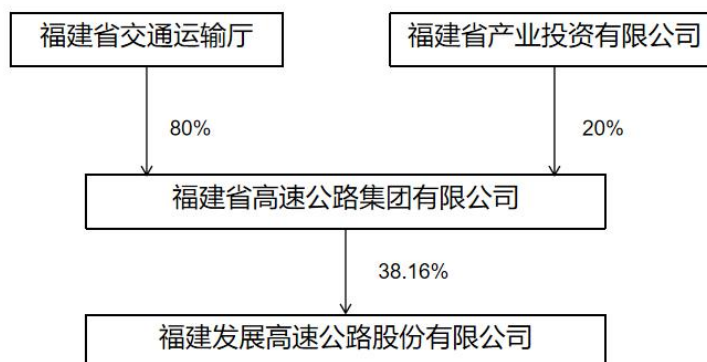 福建省交通运输厅
福建省产业投资有限公司
80%
20%
福建省高速公路集团有限公司
38.16%
福建发展高速公路股份有限公司